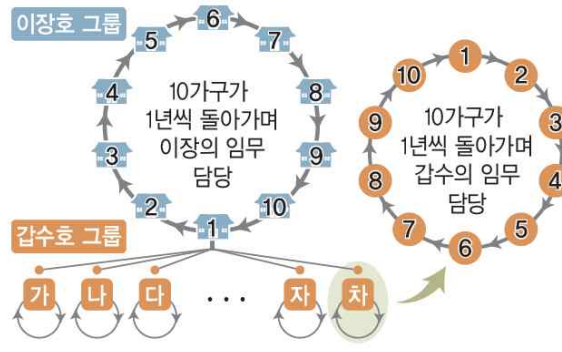 이장호 그룹
6
5
7
4
8
3
9
2
10
1
10가구가
1년씩 돌아가며
이장의 임무
담당
갑수호 그룹
가 나 다 ··· 자 차
1
10
2
9
3
8
4
7
5
6
10가구가
1년씩 돌아가며
갑수의 임무
담당